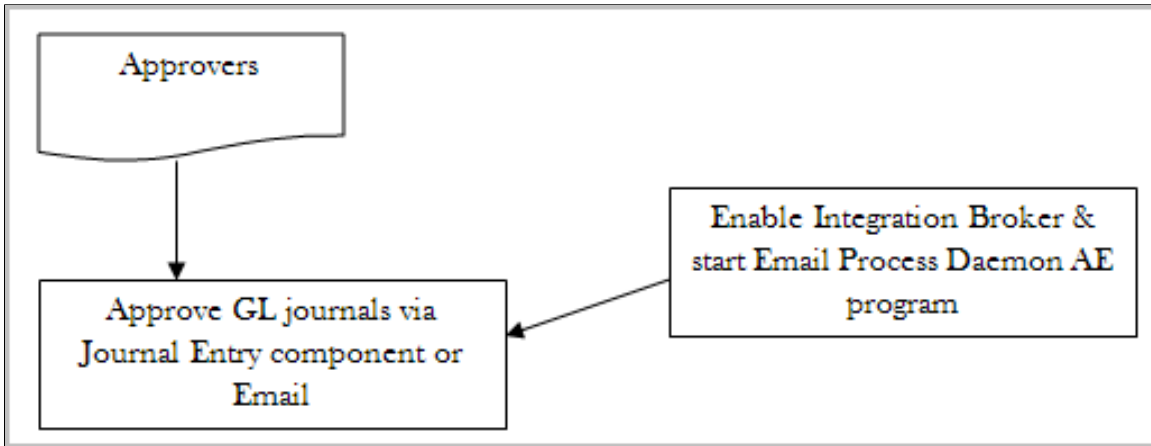 Approvers
Enable Integration Broker &
start Email Process Daemon AE
program
Approve GL journals via
Journal Entry component or
Email